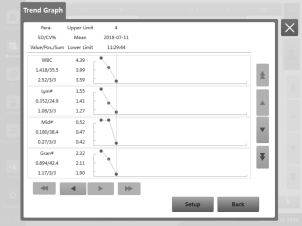 Trend Graph
Para. Upper Limit 4
SD/CV% Mean 2018-07-11
Value/Pos./Sum Lower Limit 11:29:44
WBC 4.39
1.418/35.5 3.99
2.52/3/3 3.59
Lym# 1.55
0.352/24.9 1.41
1.08/3/3 1.27
Mid# 0.52
0.180/38.4 0.47
0.27/3/3 0.42
Gran# 2.32
0.894/42.4 2.11
1.17/3/3 1.90
Setup Back